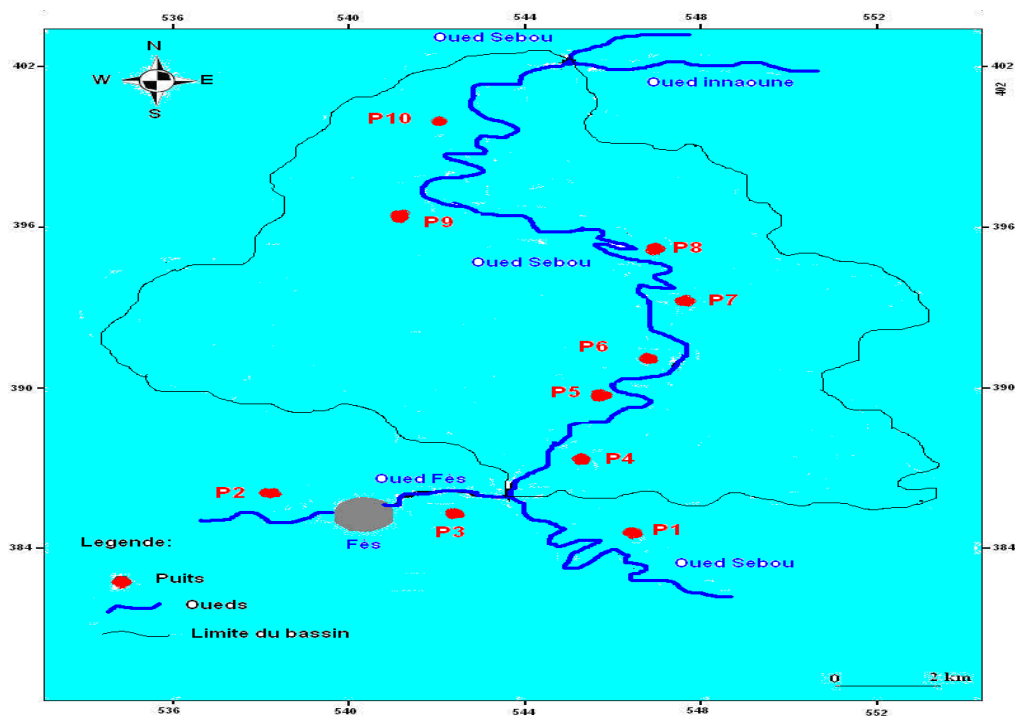 536 540 544 548 552
Oued Sebou
N
402 402 402
W E
Oued innaoune
S
P10
396 P9 396
P8
Oued Sebou
P7
P6
390 P5 390
P4
Oued Fès
P2
P3 P1
Fès
384 384
Legende:
Oued Sebou
Puits
Oueds
Limite du bassin
0 2 km
536 540 544 548 552